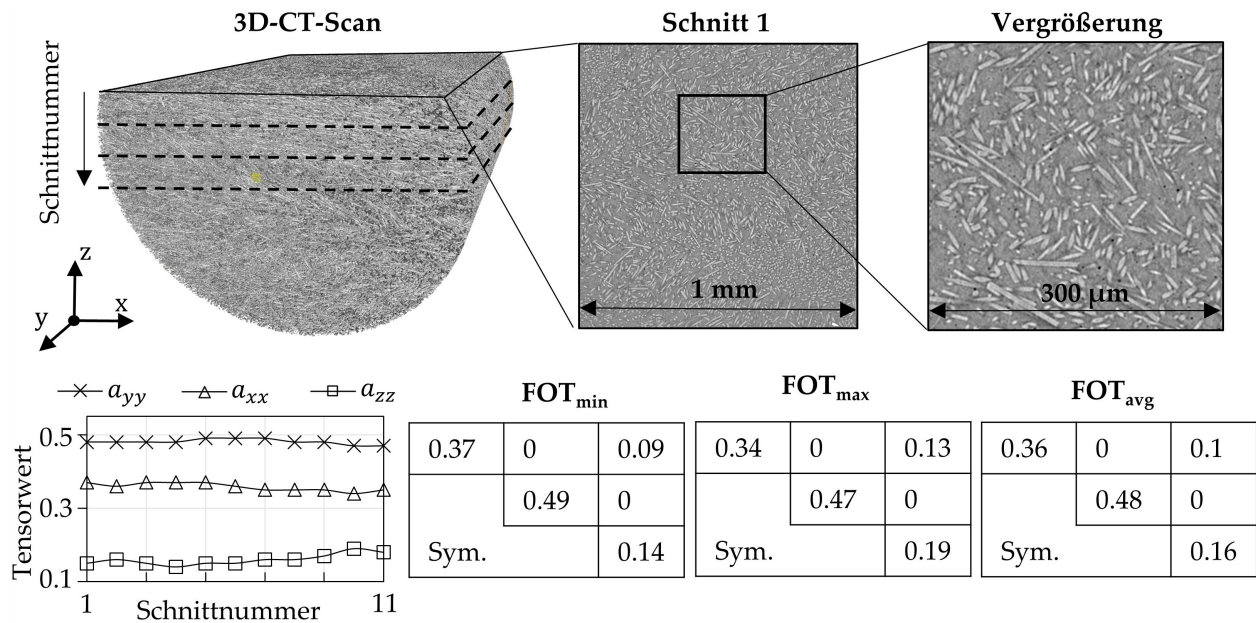 3D-CT-Scan
Schnitt 1
Vergrößerung
Schnittnummer
z
x
y
1 mm
300 µm
a_yy a_xx a_zz
Tensorwert
0.5
0.3
0.1
1 11
Schnittnummer
FOT_min
0.37 0 0.09
0.49 0
Sym. 0.14
FOT_max
0.34 0 0.13
0.47 0
Sym. 0.19
FOT_avg
0.36 0 0.1
0.48 0
Sym. 0.16